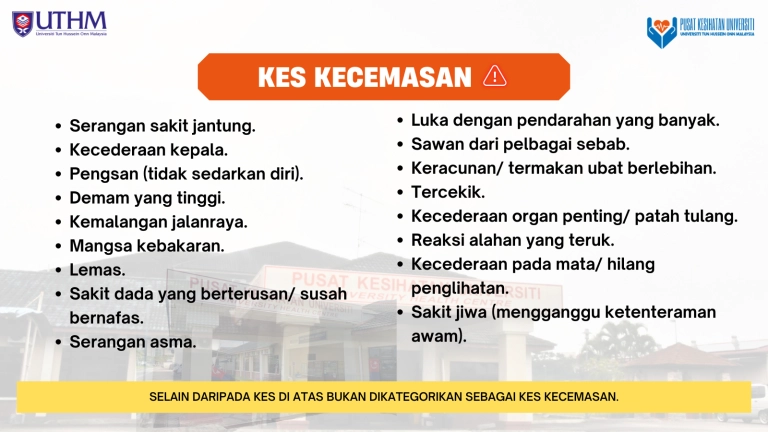 UTHM
Universiti Tun Hussein Onn Malaysia
PUSAT KESIHATAN UNIVERSITI
UNIVERSITI TUN HUSSEIN ONN MALAYSIA
KES KECEMASAN
• Serangan sakit jantung.
• Kecederaan kepala.
• Pengsan (tidak sedarkan diri).
• Demam yang tinggi.
• Kemalangan jalanraya.
• Mangsa kebakaran.
• Lemas.
• Sakit dada yang berterusan/ susah
bernafas.
• Serangan asma.
• Luka dengan pendarahan yang banyak.
• Sawan dari pelbagai sebab.
• Keracunan/ termakan ubat berlebihan.
• Tercekik.
• Kecederaan organ penting/ patah tulang.
• Reaksi alahan yang teruk.
• Kecederaan pada mata/ hilang
penglihatan.
• Sakit jiwa (mengganggu ketenteraman
awam).
PUSAT KESIHATAN UNIVERSITI
UNIVERSITY HEALTH CENTRE
SELAIN DARIPADA KES DI ATAS BUKAN DIKATEGORIKAN SEBAGAI KES KECEMASAN.